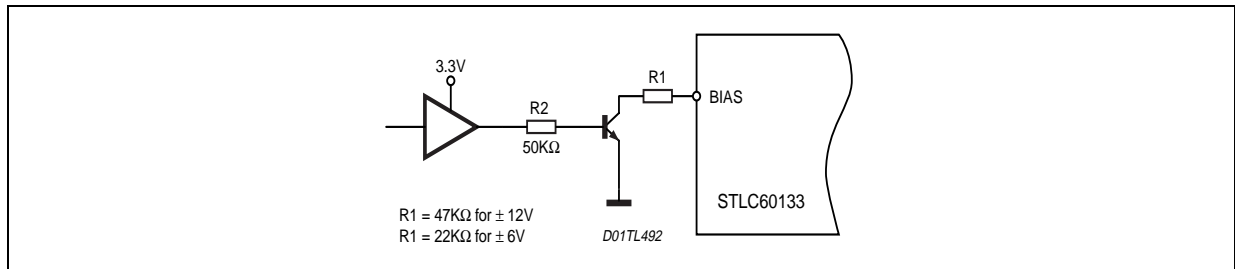 3.3V
R1
BIAS
R2
50KΩ
STLC60133
R1 = 47KΩ for ± 12V
R1 = 22KΩ for ± 6V
D01TL492